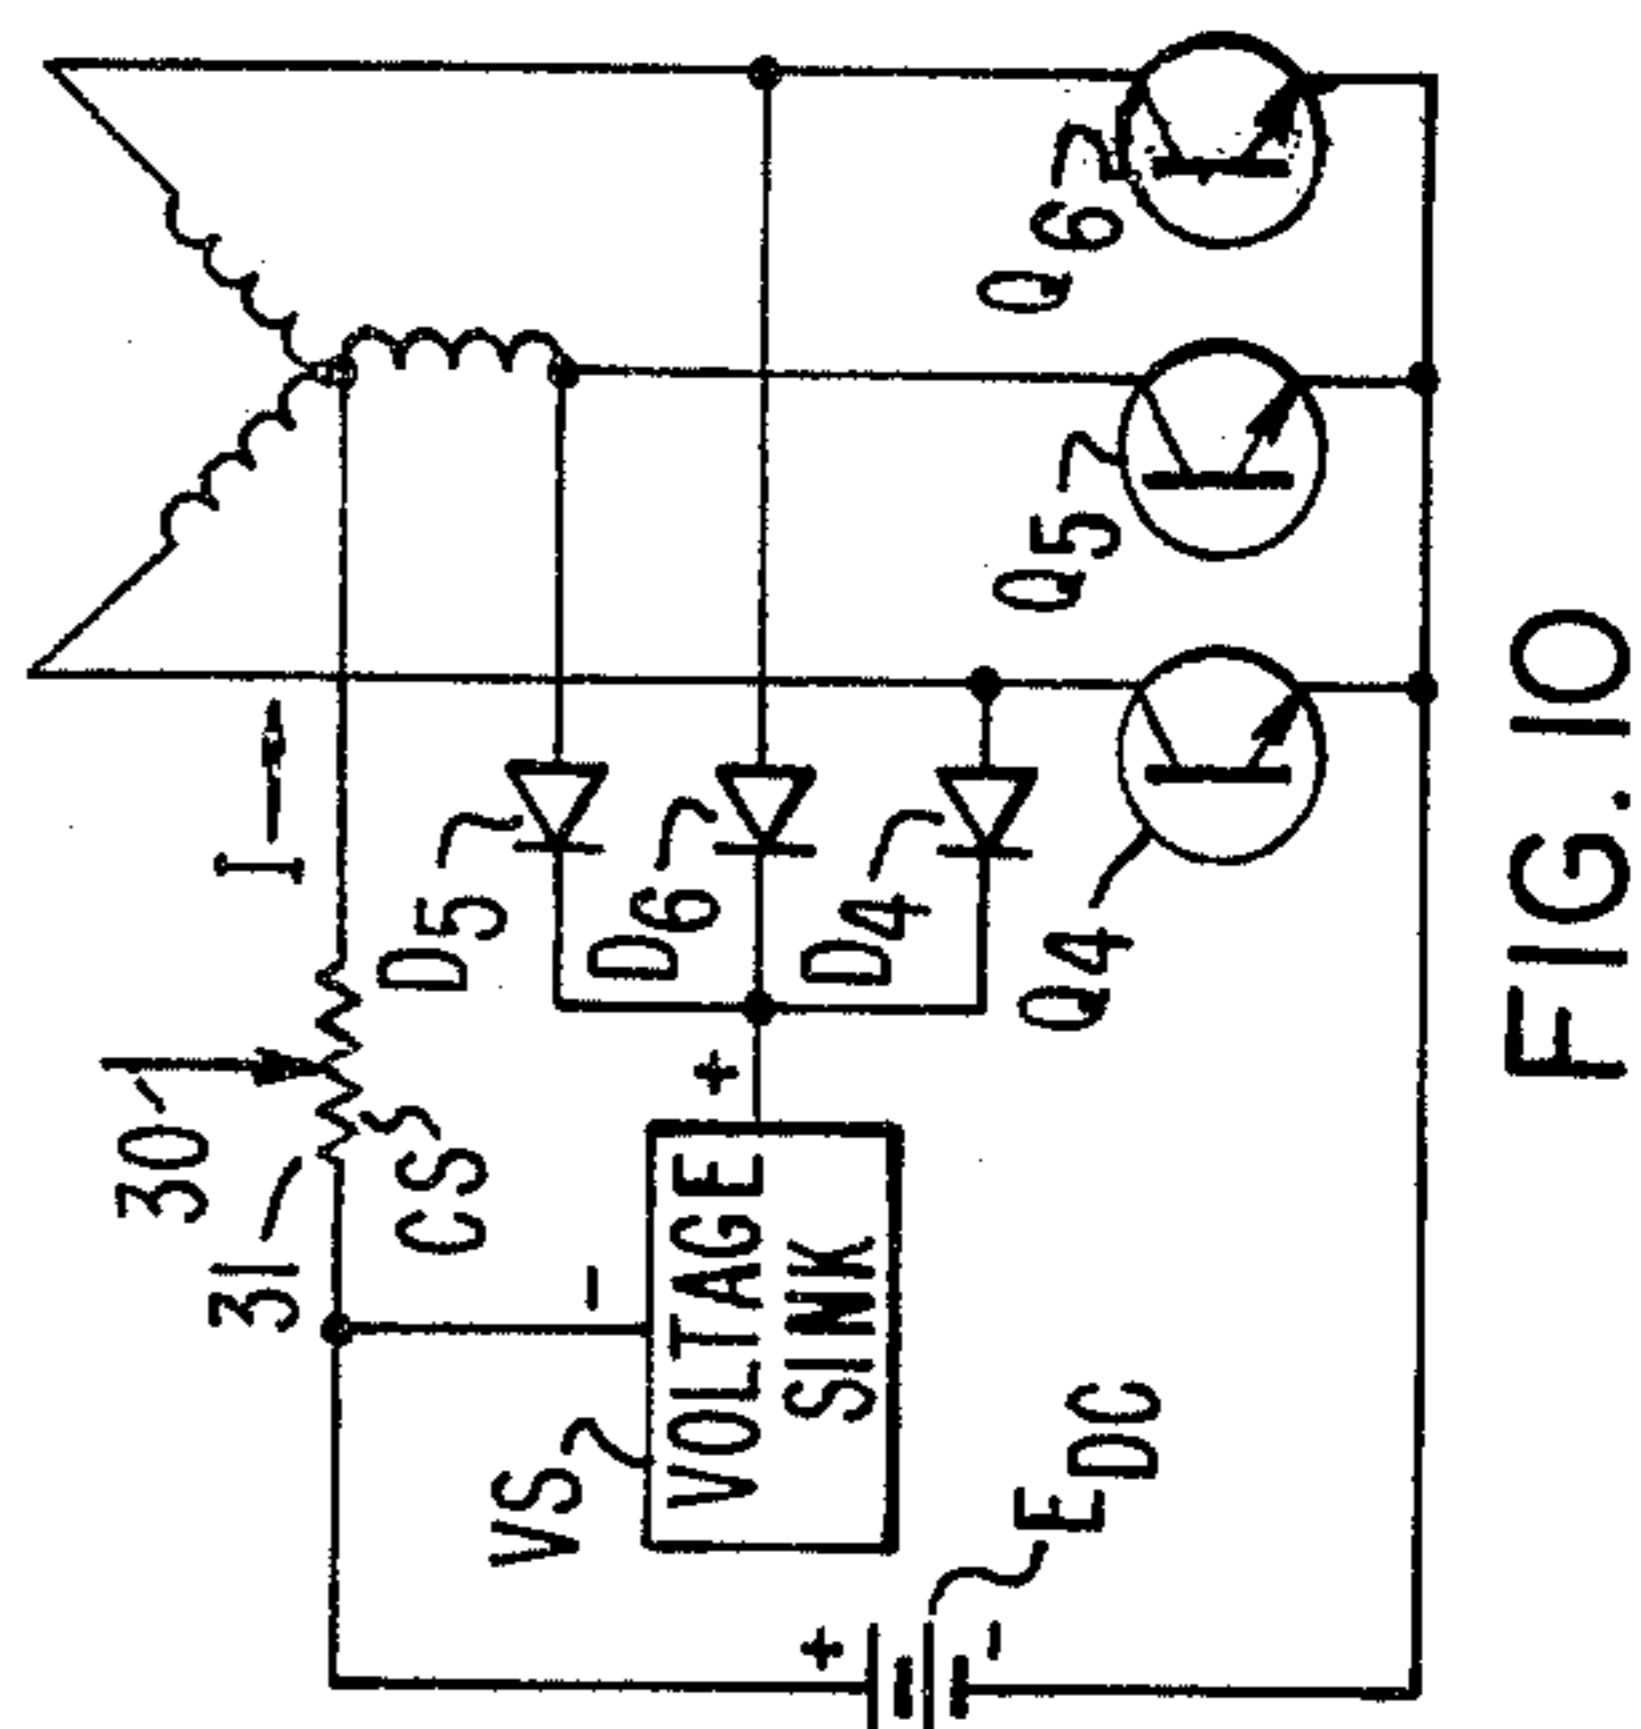 30
31
CS
I
VS
VOLTAGE
SINK
-
+
D5
D6
D4
Q4
Q5
Q6
+
-
EDC
FIG. 10